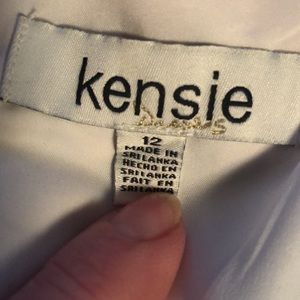 kensie
Dresses
12
MADE IN
SRI LANKA
HECHO EN
SRI LANKA
FAIT EN
SRI LANKA